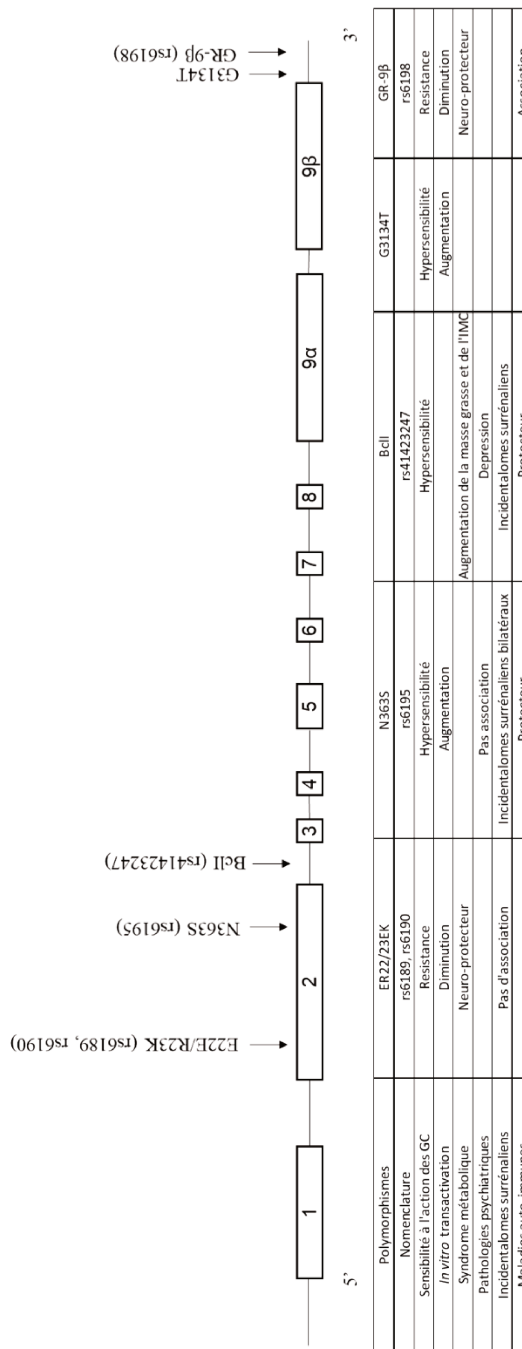 E22E/R23K (rs6189, rs6190)
N363S (rs6195)
BclI (rs41423247)
G3134T
GR-9β (rs6198)
1
2
3
4
5
6
7
8
9α
9β
5'
3'
Polymorphismes ER22/23EK N363S BclI G3134T GR-9β
Nomenclature rs6189, rs6190 rs6195 rs41423247 rs6198
Sensibilité à l'action des GC Resistance Hypersensibilité Hypersensibilité Hypersensibilité Resistance
In vitro transactivation Diminution Augmentation Augmentation Diminution
Syndrome métabolique Neuro-protecteur Augmentation de la masse grasse et de l'IMC Neuro-protecteur
Pathologies psychiatriques Pas association Depression
Incidentalomes surrénaliens Pas d'association Incidentalomes surrénaliens bilatéraux Incidentalomes surrénaliens
Maladies auto-immunes Protecteur Protecteur Association